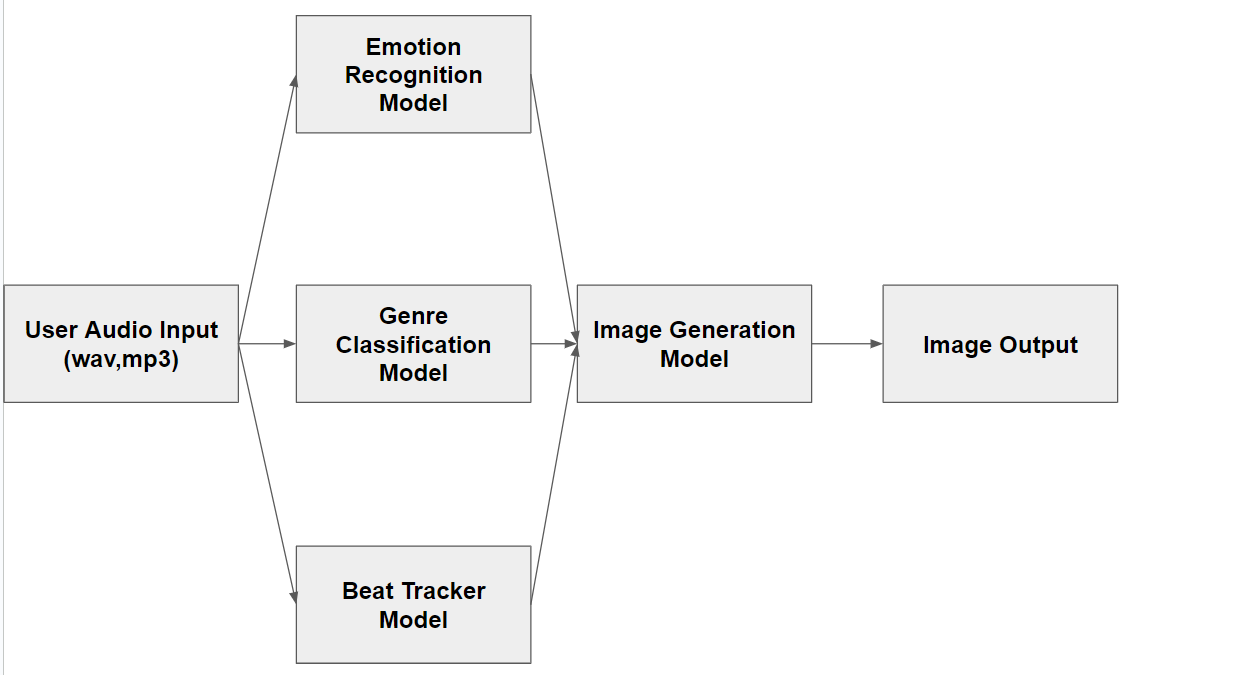 Emotion
Recognition
Model
User Audio Input
(wav,mp3)
Genre
Classification
Model
Image Generation
Model
Image Output
Beat Tracker
Model